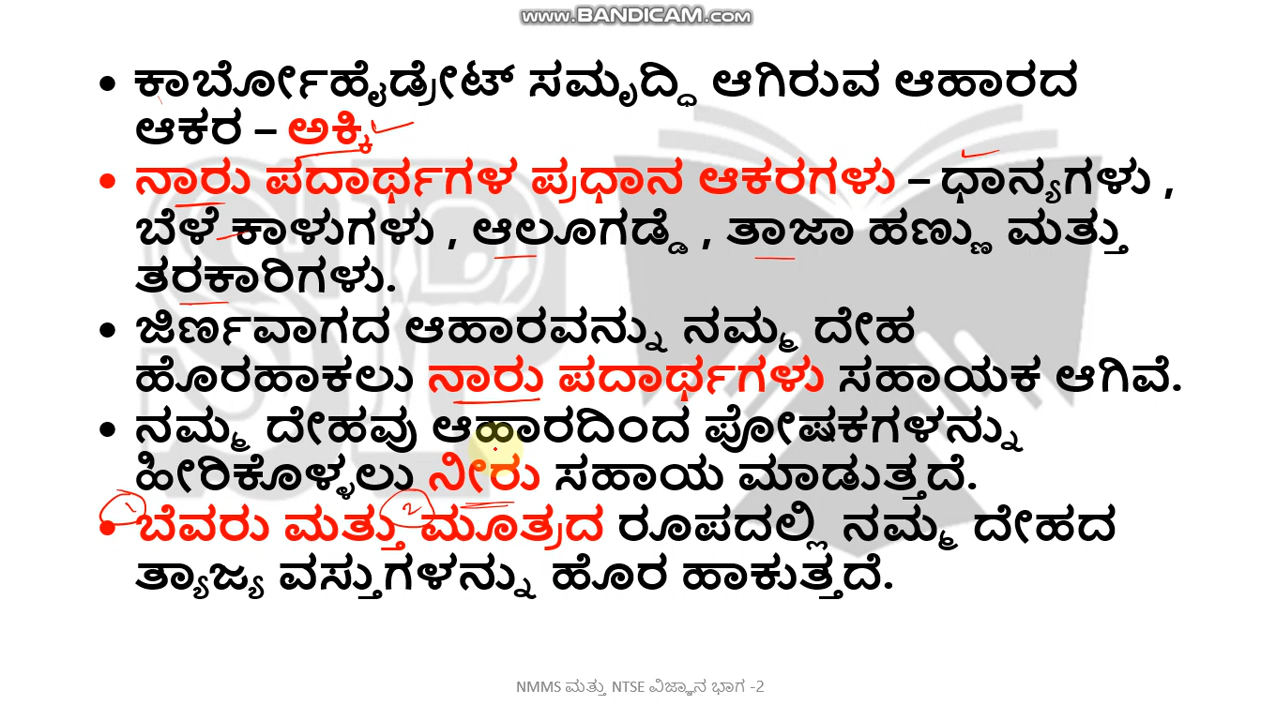 www.BANDICAM.com
• ಕಾರ್ಬೋಹೈಡ್ರೇಟ್ ಸಮೃದ್ಧಿ ಆಗಿರುವ ಆಹಾರದ
ಆಕರ – ಅಕ್ಕಿ
• ನಾರು ಪದಾರ್ಥಗಳ ಪ್ರಧಾನ ಆಕರಗಳು – ಧಾನ್ಯಗಳು ,
ಬೆಳೆ ಕಾಳುಗಳು , ಆಲೂಗಡ್ಡೆ , ತಾಜಾ ಹಣ್ಣು ಮತ್ತು
ತರಕಾರಿಗಳು.
• ಜಿರ್ಣವಾಗದ ಆಹಾರವನ್ನು ನಮ್ಮ ದೇಹ
ಹೊರಹಾಕಲು ನಾರು ಪದಾರ್ಥಗಳು ಸಹಾಯಕ ಆಗಿವೆ.
• ನಮ್ಮ ದೇಹವು ಆಹಾರದಿಂದ ಪೋಷಕಗಳನ್ನು
ಹೀರಿಕೊಳ್ಳಲು ನೀರು ಸಹಾಯ ಮಾಡುತ್ತದೆ.
1 2
• ಬೆವರು ಮತ್ತು ಮೂತ್ರದ ರೂಪದಲ್ಲಿ ನಮ್ಮ ದೇಹದ
ತ್ಯಾಜ್ಯ ವಸ್ತುಗಳನ್ನು ಹೊರ ಹಾಕುತ್ತದೆ.
NMMS ಮತ್ತು NTSE ವಿಜ್ಞಾನ ಭಾಗ -2